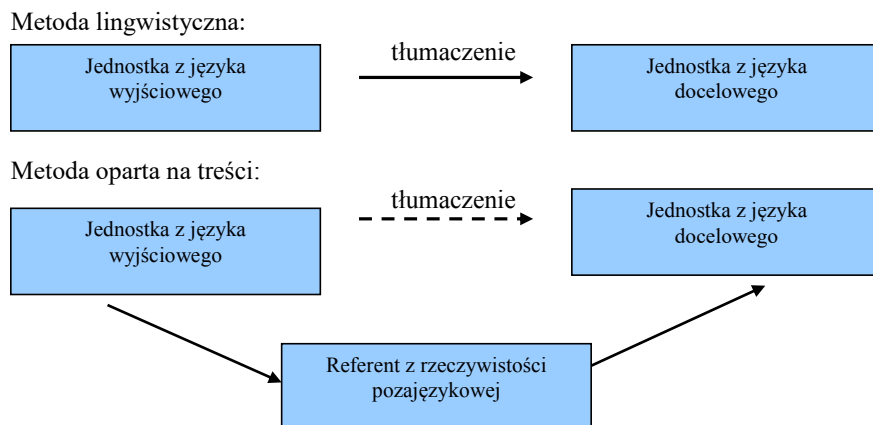 Metoda lingwistyczna:
tłumaczenie
Jednostka z języka
wyjściowego
Jednostka z języka
docelowego
Metoda oparta na treści:
tłumaczenie
Jednostka z języka
wyjściowego
Jednostka z języka
docelowego
Referent z rzeczywistości
pozajęzykowej